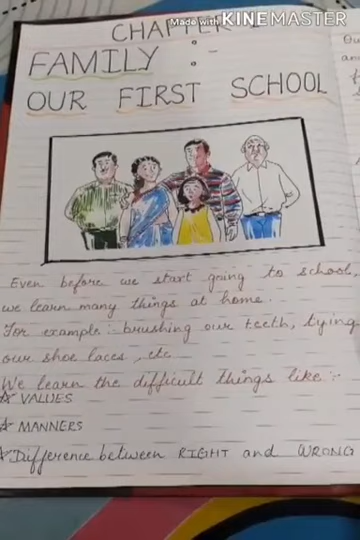 Made with KINEMASTER
CHAPTER - 1
FAMILY :
OUR FIRST SCHOOL
Even before we start going to school,
we learn many things at home.
For example :- brushing our teeth, tying
our shoe laces, etc
We learn the difficult things like :-
☆ VALUES
☆ MANNERS
☆ Difference between RIGHT and WRONG